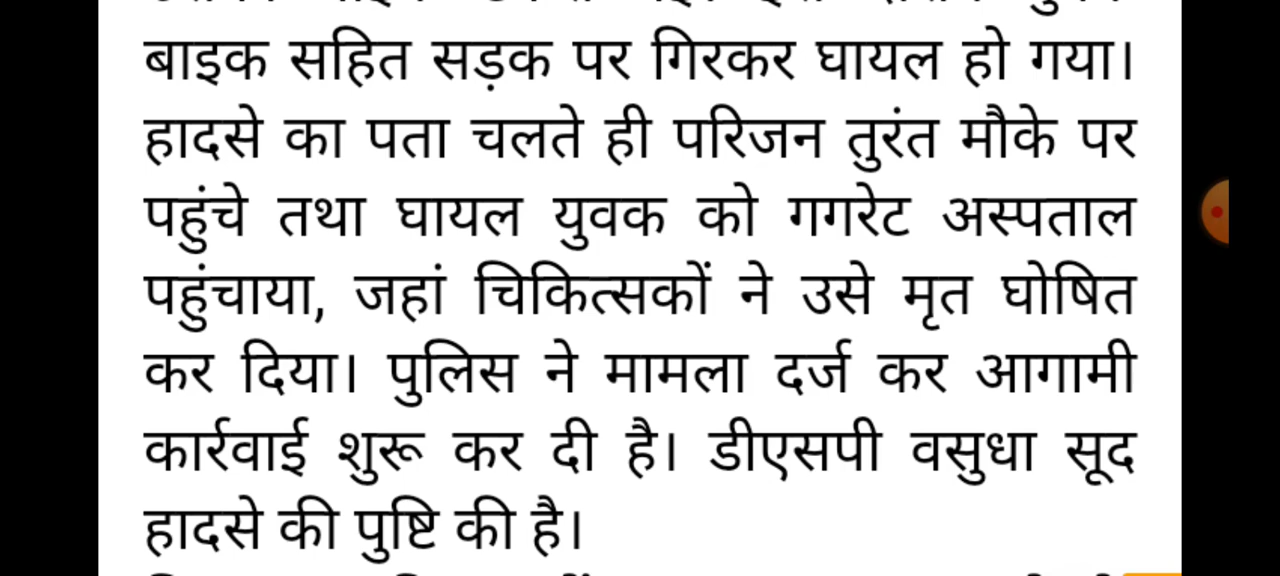 बाइक सहित सड़क पर गिरकर घायल हो गया।
हादसे का पता चलते ही परिजन तुरंत मौके पर
पहुंचे तथा घायल युवक को गगरेट अस्पताल
पहुंचाया, जहां चिकित्सकों ने उसे मृत घोषित
कर दिया। पुलिस ने मामला दर्ज कर आगामी
कार्रवाई शुरू कर दी है। डीएसपी वसुधा सूद
हादसे की पुष्टि की है।